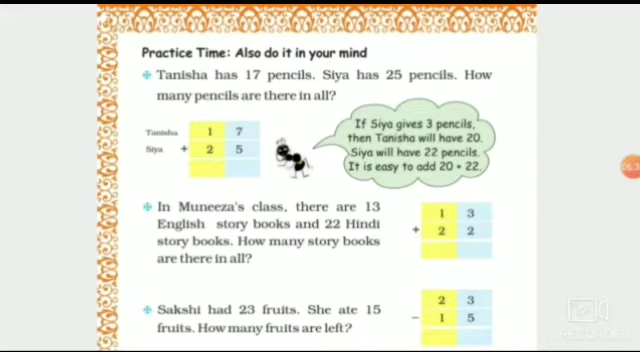 Practice Time: Also do it in your mind
Tanisha has 17 pencils. Siya has 25 pencils. How
many pencils are there in all?
Tanisha 1 7
Siya + 2 5
If Siya gives 3 pencils,
then Tanisha will have 20.
Siya will have 22 pencils.
It is easy to add 20 + 22.
In Muneeza's class, there are 13
English story books and 22 Hindi
story books. How many story books
are there in all?
1 3
+ 2 2
Sakshi had 23 fruits. She ate 15
fruits. How many fruits are left?
2 3
− 1 5